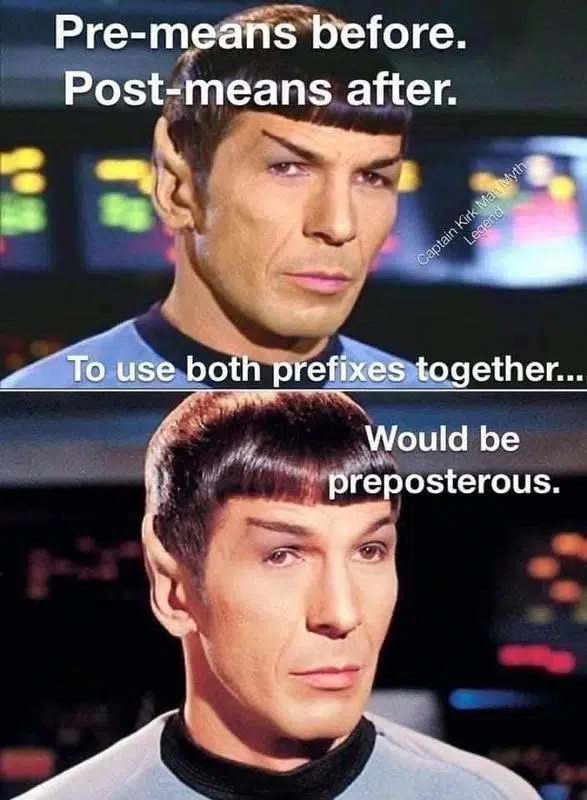 Pre-means before.
Post-means after.
Captain Kirk Man Myth
Legend
To use both prefixes together...
Would be
preposterous.